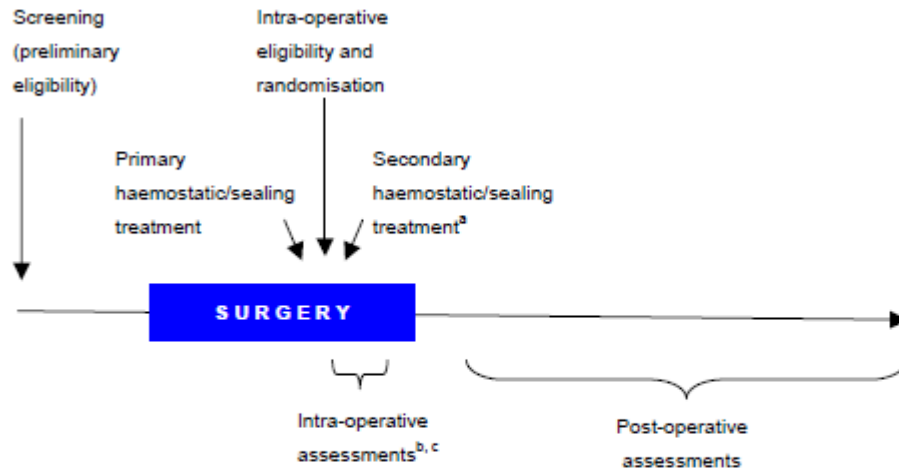 Screening
(preliminary
eligibility)
Intra-operative
eligibility and
randomisation
Primary
haemostatic/sealing
treatment
Secondary
haemostatic/sealing
treatmentᵃ
SURGERY
Intra-operative
assessmentsᵇ, ᶜ
Post-operative
assessments